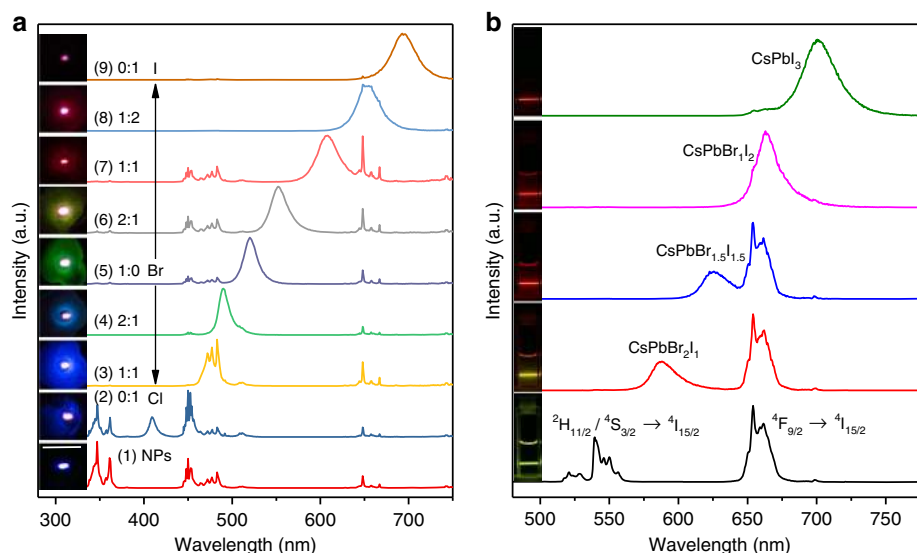 a
Intensity (a.u.)
(9) 0:1 I
(8) 1:2
(7) 1:1
(6) 2:1
(5) 1:0 Br
(4) 2:1
(3) 1:1
(2) 0:1 Cl
(1) NPs
300 400 500 600 700
Wavelength (nm)
b
Intensity (a.u.)
CsPbI₃
CsPbBr₁I₂
CsPbBr₁.₅I₁.₅
CsPbBr₂I₁
²H₁₁/₂ / ⁴S₃/₂ → ⁴I₁₅/₂
⁴F₉/₂ → ⁴I₁₅/₂
500 550 600 650 700 750
Wavelength (nm)